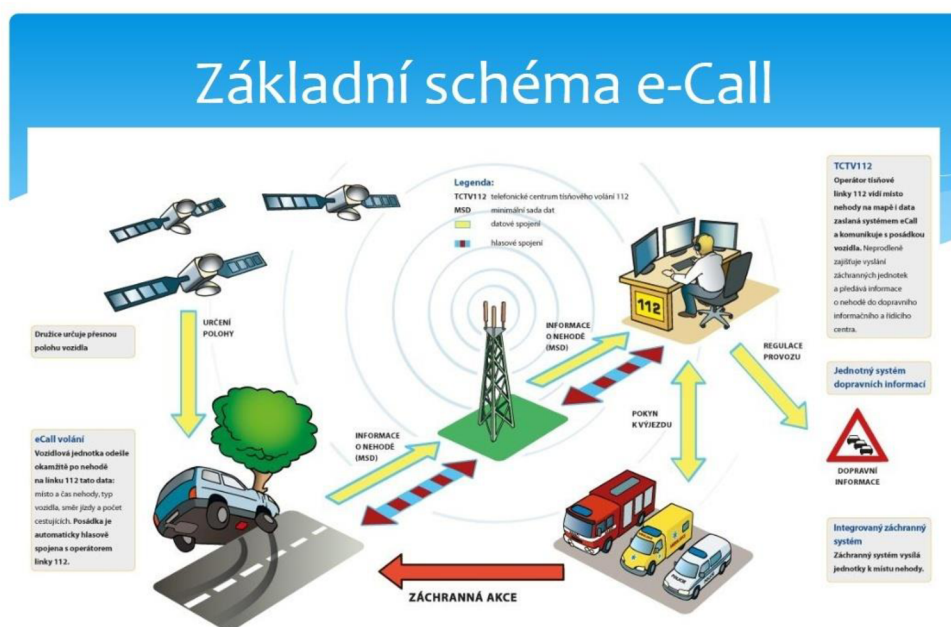 Základní schéma e-Call
Legenda:
TCTV112 telefonické centrum tísňového volání 112
MSD minimální sada dat
datové spojení
hlasové spojení
TCTV112
Operátor tísňové
linky 112 vidí místo
nehody na mapě i data
zaslaná systémem eCall
a komunikuje s posádkou
vozidla. Neprodleně
zajišťuje vyslání
záchranných jednotek
a předává informace
o nehodě do dopravního
informačního a řídicího
centra.
112
Družice určuje přesnou
polohu vozidla
URČENÍ
POLOHY
INFORMACE
O NEHODĚ
(MSD)
REGULACE
PROVOZU
Jednotný systém
dopravních informací
POKYN
K VÝJEZDU
eCall volání
Vozidlová jednotka odešle
okamžitě po nehodě
na linku 112 tato data:
místo a čas nehody, typ
vozidla, směr jízdy a počet
cestujících. Posádka je
automaticky hlasově
spojena s operátorem
linky 112.
INFORMACE
O NEHODĚ
(MSD)
DOPRAVNÍ
INFORMACE
Integrovaný záchranný
systém
Záchranný systém vysílá
jednotky k místu nehody.
POLICIE
ZÁCHRANNÁ AKCE